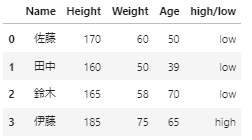 Name Height Weight Age high/low
0 佐藤 170 60 50 low
1 田中 160 50 39 low
2 鈴木 165 58 70 low
3 伊藤 185 75 65 high